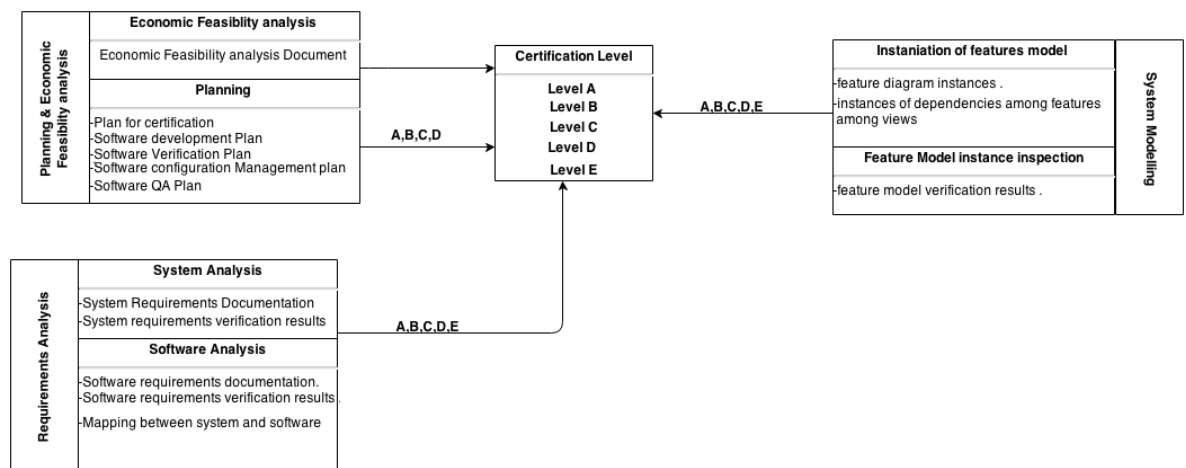 Planning & Economic
Feasiblity analysis
Economic Feasiblity analysis
Economic Feasibility analysis Document
Planning
-Plan for certification
-Software development Plan
-Software Verification Plan
-Software configuration Management plan
-Software QA Plan
A,B,C,D
Certification Level
Level A
Level B
Level C
Level D
Level E
A,B,C,D,E
Instaniation of features model
-feature diagram instances .
-instances of dependencies among features
among views
Feature Model instance inspection
-feature model verification results .
System Modelling
Requirements Analysis
System Analysis
-System Requirements Documentation
-System requirements verification results
Software Analysis
-Software requirements documentation.
-Software requirements verification results.
-Mapping between system and software
A,B,C,D,E